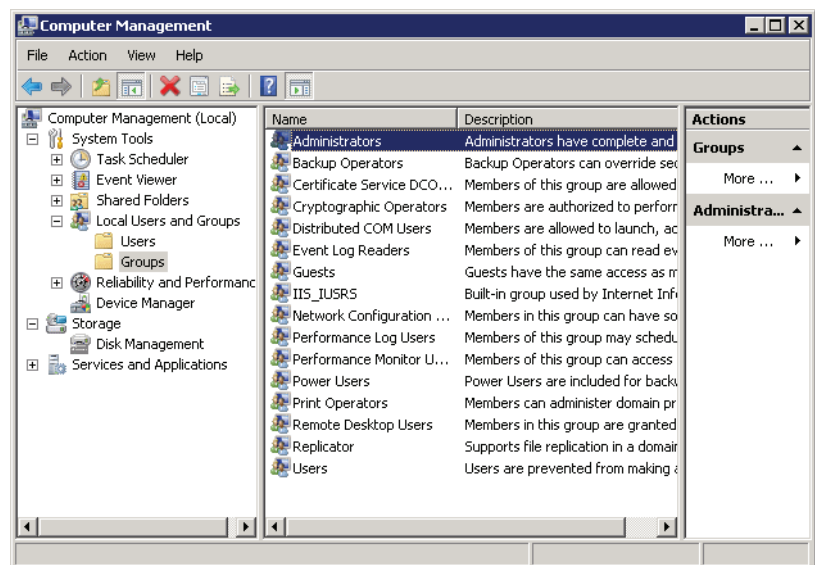 Computer Management
File Action View Help
Computer Management (Local)
System Tools
Task Scheduler
Event Viewer
Shared Folders
Local Users and Groups
Users
Groups
Reliability and Performanc
Device Manager
Storage
Disk Management
Services and Applications
Name Description
Administrators Administrators have complete and
Backup Operators Backup Operators can override sec
Certificate Service DCO... Members of this group are allowed
Cryptographic Operators Members are authorized to perforr
Distributed COM Users Members are allowed to launch, ac
Event Log Readers Members of this group can read ev
Guests Guests have the same access as m
IIS_IUSRS Built-in group used by Internet Info
Network Configuration ... Members in this group can have so
Performance Log Users Members of this group may schedu
Performance Monitor U... Members of this group can access
Power Users Power Users are included for backw
Print Operators Members can administer domain pr
Remote Desktop Users Members in this group are granted
Replicator Supports file replication in a domair
Users Users are prevented from making a
Actions
Groups
More ...
Administra...
More ...